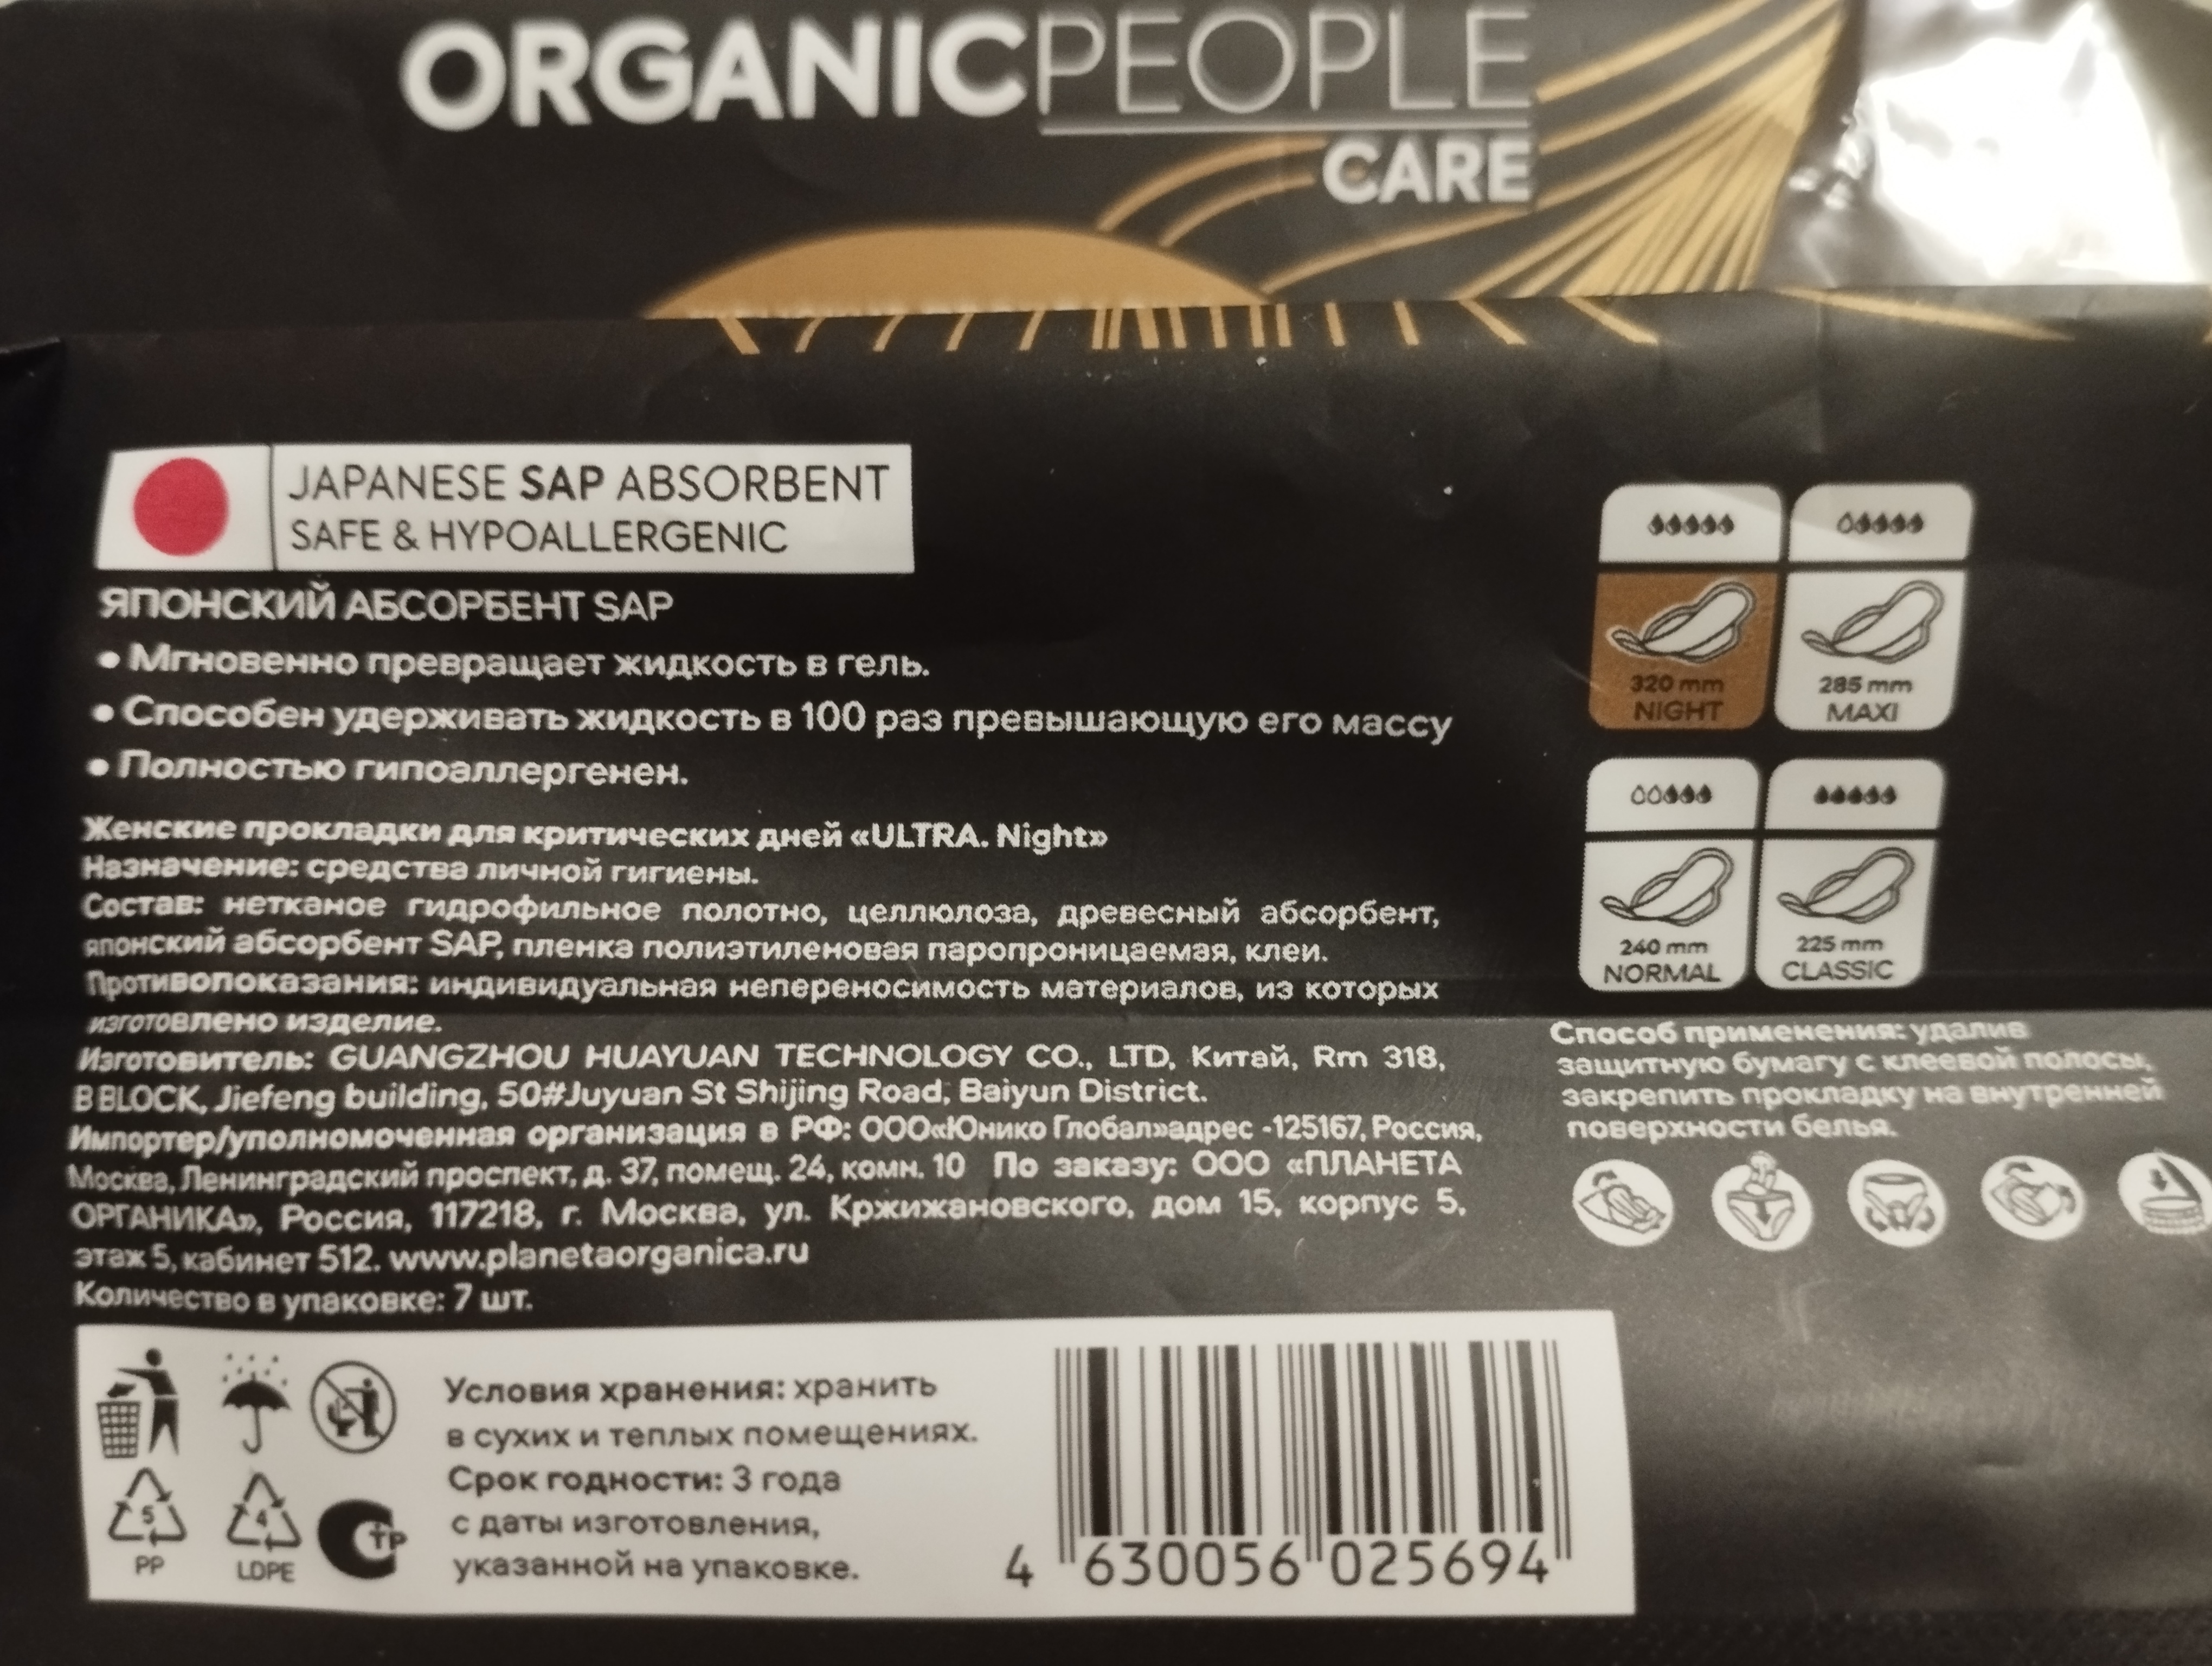 ORGANICPEOPLE
CARE
JAPANESE SAP ABSORBENT
SAFE & HYPOALLERGENIC
ЯПОНСКИЙ АБСОРБЕНТ SAP
• Мгновенно превращает жидкость в гель.
• Способен удерживать жидкость в 100 раз превышающую его массу
• Полностью гипоаллергенен.
Женские прокладки для критических дней «ULTRA. Night»
Назначение: средства личной гигиены.
Состав: нетканое гидрофильное полотно, целлюлоза, древесный абсорбент,
японский абсорбент SAP, пленка полиэтиленовая паропроницаемая, клеи.
Противопоказания: индивидуальная непереносимость материалов, из которых
изготовлено изделие.
Изготовитель: GUANGZHOU HUAYUAN TECHNOLOGY CO., LTD, Китай, Rm 318,
B BLOCK, Jiefeng building, 50#Juyuan St Shijing Road, Baiyun District.
Импортер/уполномоченная организация в РФ: ООО«Юнико Глобал»адрес -125167, Россия,
Москва, Ленинградский проспект, д. 37, помещ. 24, комн. 10 По заказу: ООО «ПЛАНЕТА
ОРГАНИКА», Россия, 117218, г. Москва, ул. Кржижановского, дом 15, корпус 5,
этаж 5, кабинет 512. www.planetaorganica.ru
Количество в упаковке: 7 шт.
320 mm
NIGHT
285 mm
MAXI
240 mm
NORMAL
225 mm
CLASSIC
Способ применения: удалив
защитную бумагу с клеевой полосы,
закрепить прокладку на внутренней
поверхности белья.
5
PP
4
LDPE
СТР
Условия хранения: хранить
в сухих и теплых помещениях.
Срок годности: 3 года
с даты изготовления,
указанной на упаковке.
4 630056 025694